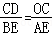 CD/BE = OC/AE